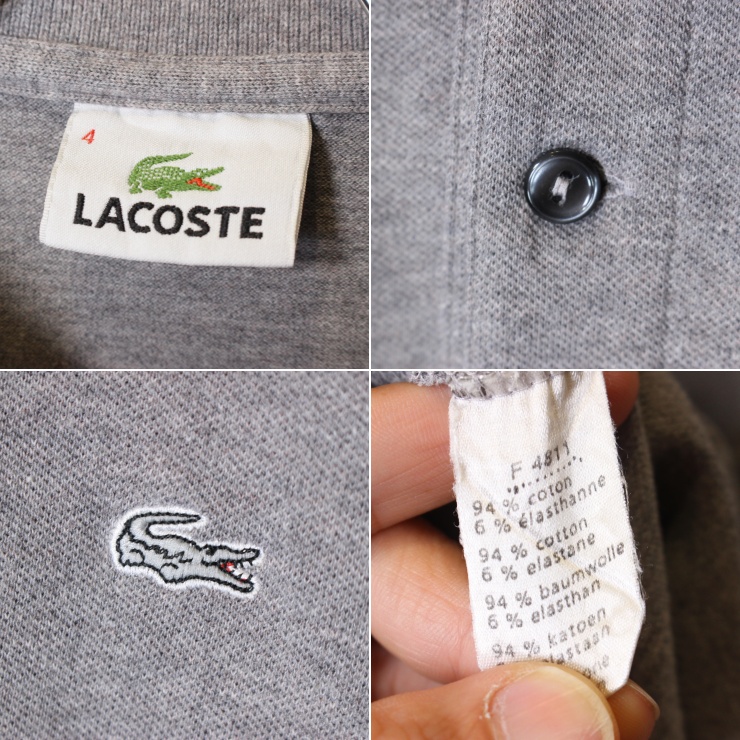 4
LACOSTE
F 4811
94 % coton
6 % élasthanne
94 % cotton
6 % elastane
94 % baumwolle
6 % elasthan
94 % katoen